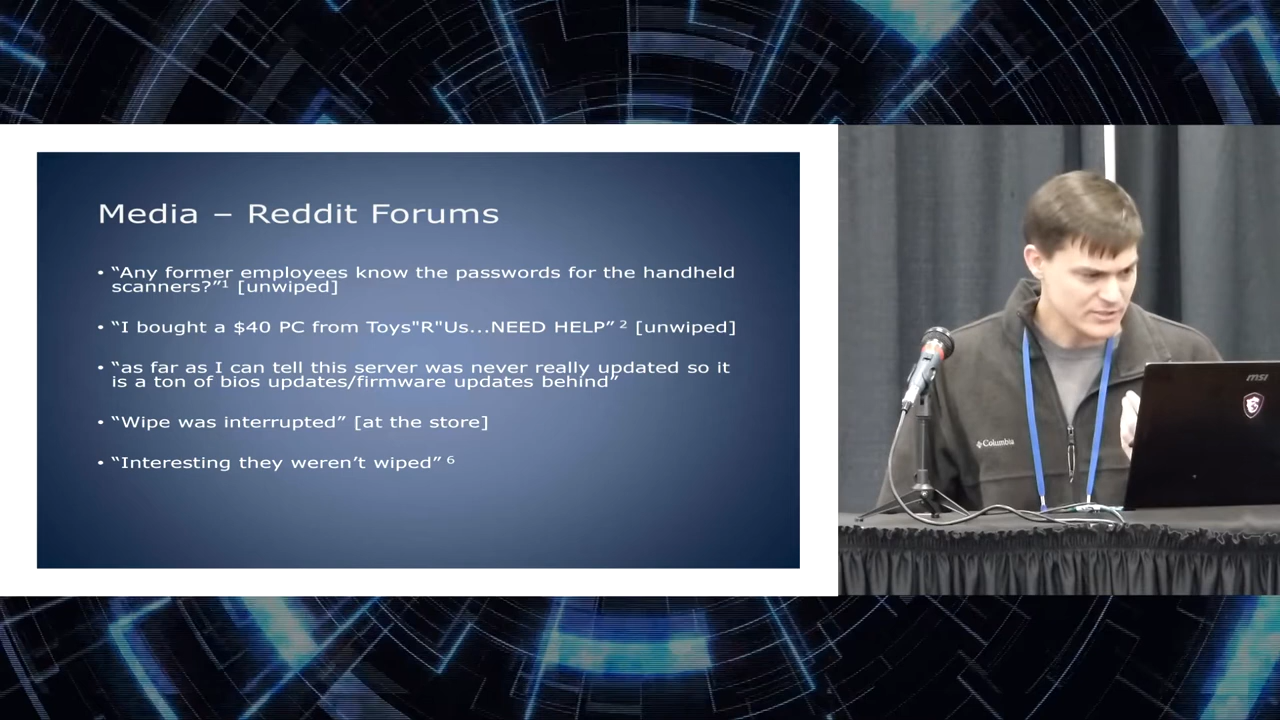 Media – Reddit Forums
• “Any former employees know the passwords for the handheld
scanners?”¹ [unwiped]
• “I bought a $40 PC from Toys"R"Us...NEED HELP” ² [unwiped]
• “as far as I can tell this server was never really updated so it
is a ton of bios updates/firmware updates behind”
• “Wipe was interrupted” [at the store]
• “Interesting they weren’t wiped” ⁶
msi
Columbia